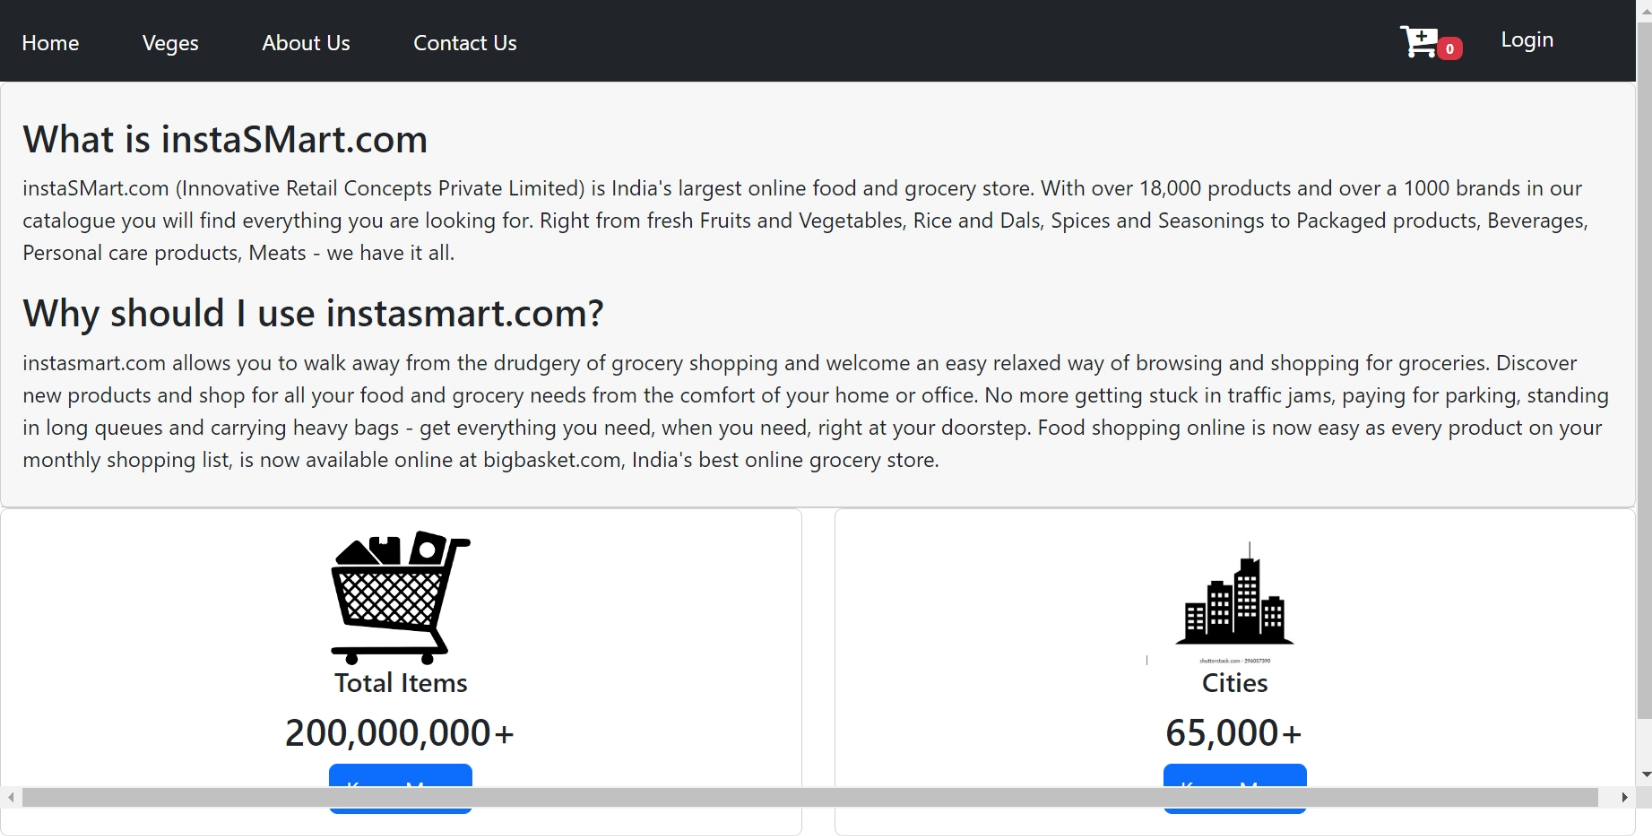 Home Veges About Us Contact Us 0 Login
What is instaSMart.com
instaSMart.com (Innovative Retail Concepts Private Limited) is India's largest online food and grocery store. With over 18,000 products and over a 1000 brands in our
catalogue you will find everything you are looking for. Right from fresh Fruits and Vegetables, Rice and Dals, Spices and Seasonings to Packaged products, Beverages,
Personal care products, Meats - we have it all.
Why should I use instasmart.com?
instasmart.com allows you to walk away from the drudgery of grocery shopping and welcome an easy relaxed way of browsing and shopping for groceries. Discover
new products and shop for all your food and grocery needs from the comfort of your home or office. No more getting stuck in traffic jams, paying for parking, standing
in long queues and carrying heavy bags - get everything you need, when you need, right at your doorstep. Food shopping online is now easy as every product on your
monthly shopping list, is now available online at bigbasket.com, India's best online grocery store.
shutterstock.com · 296007390
Total Items
200,000,000+
Cities
65,000+